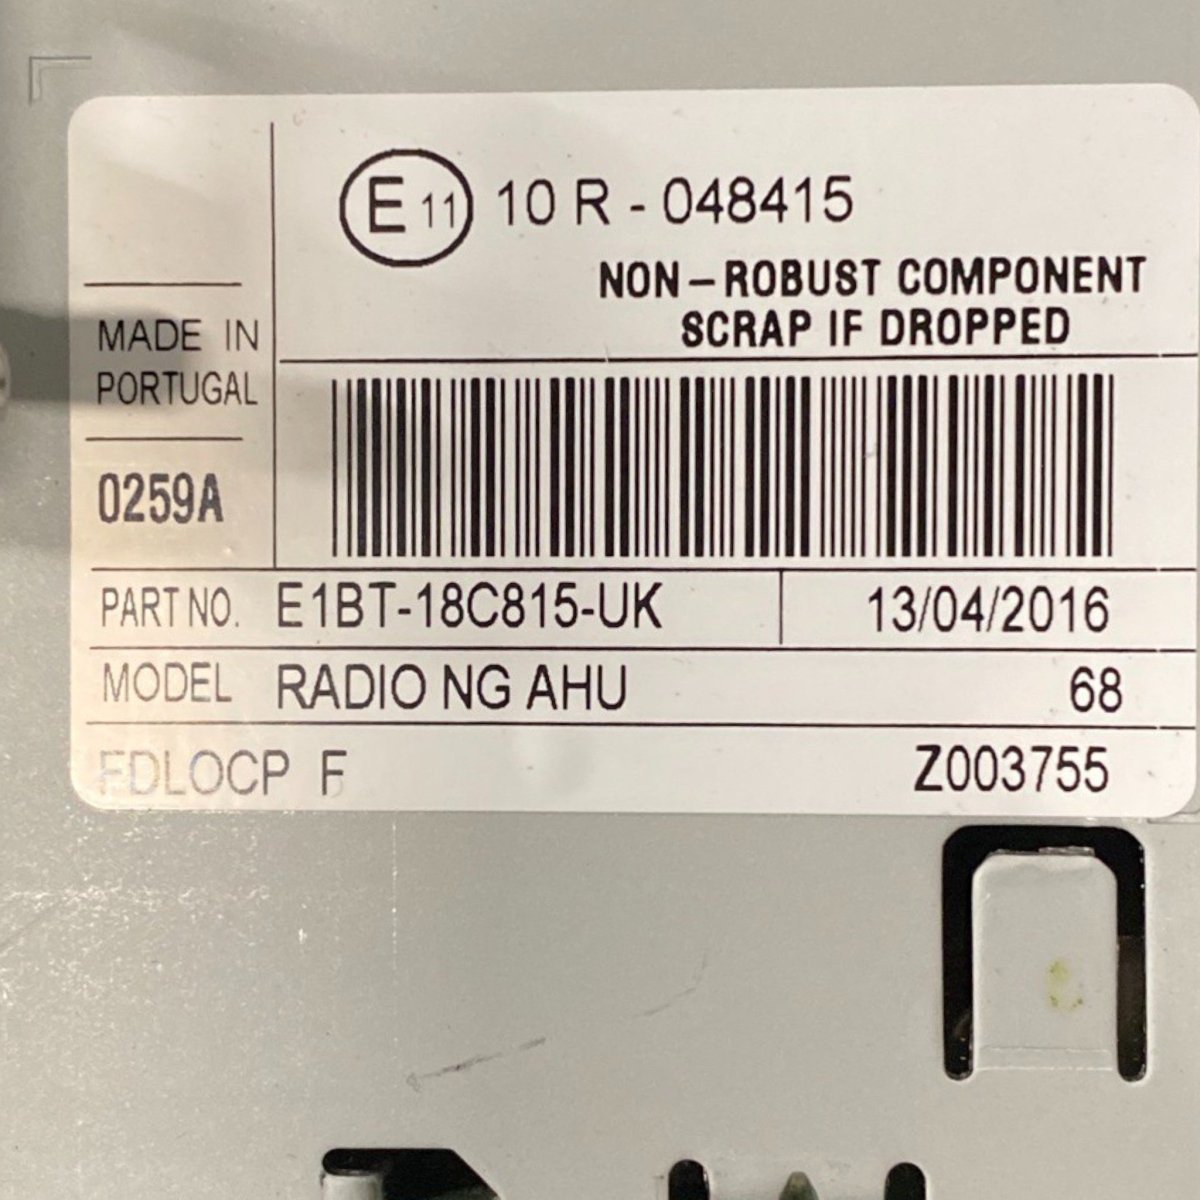 E 11 10 R - 048415
NON-ROBUST COMPONENT
SCRAP IF DROPPED
MADE IN
PORTUGAL
0259A
PART NO. E1BT-18C815-UK 13/04/2016
MODEL RADIO NG AHU 68
FDLOCP F Z003755